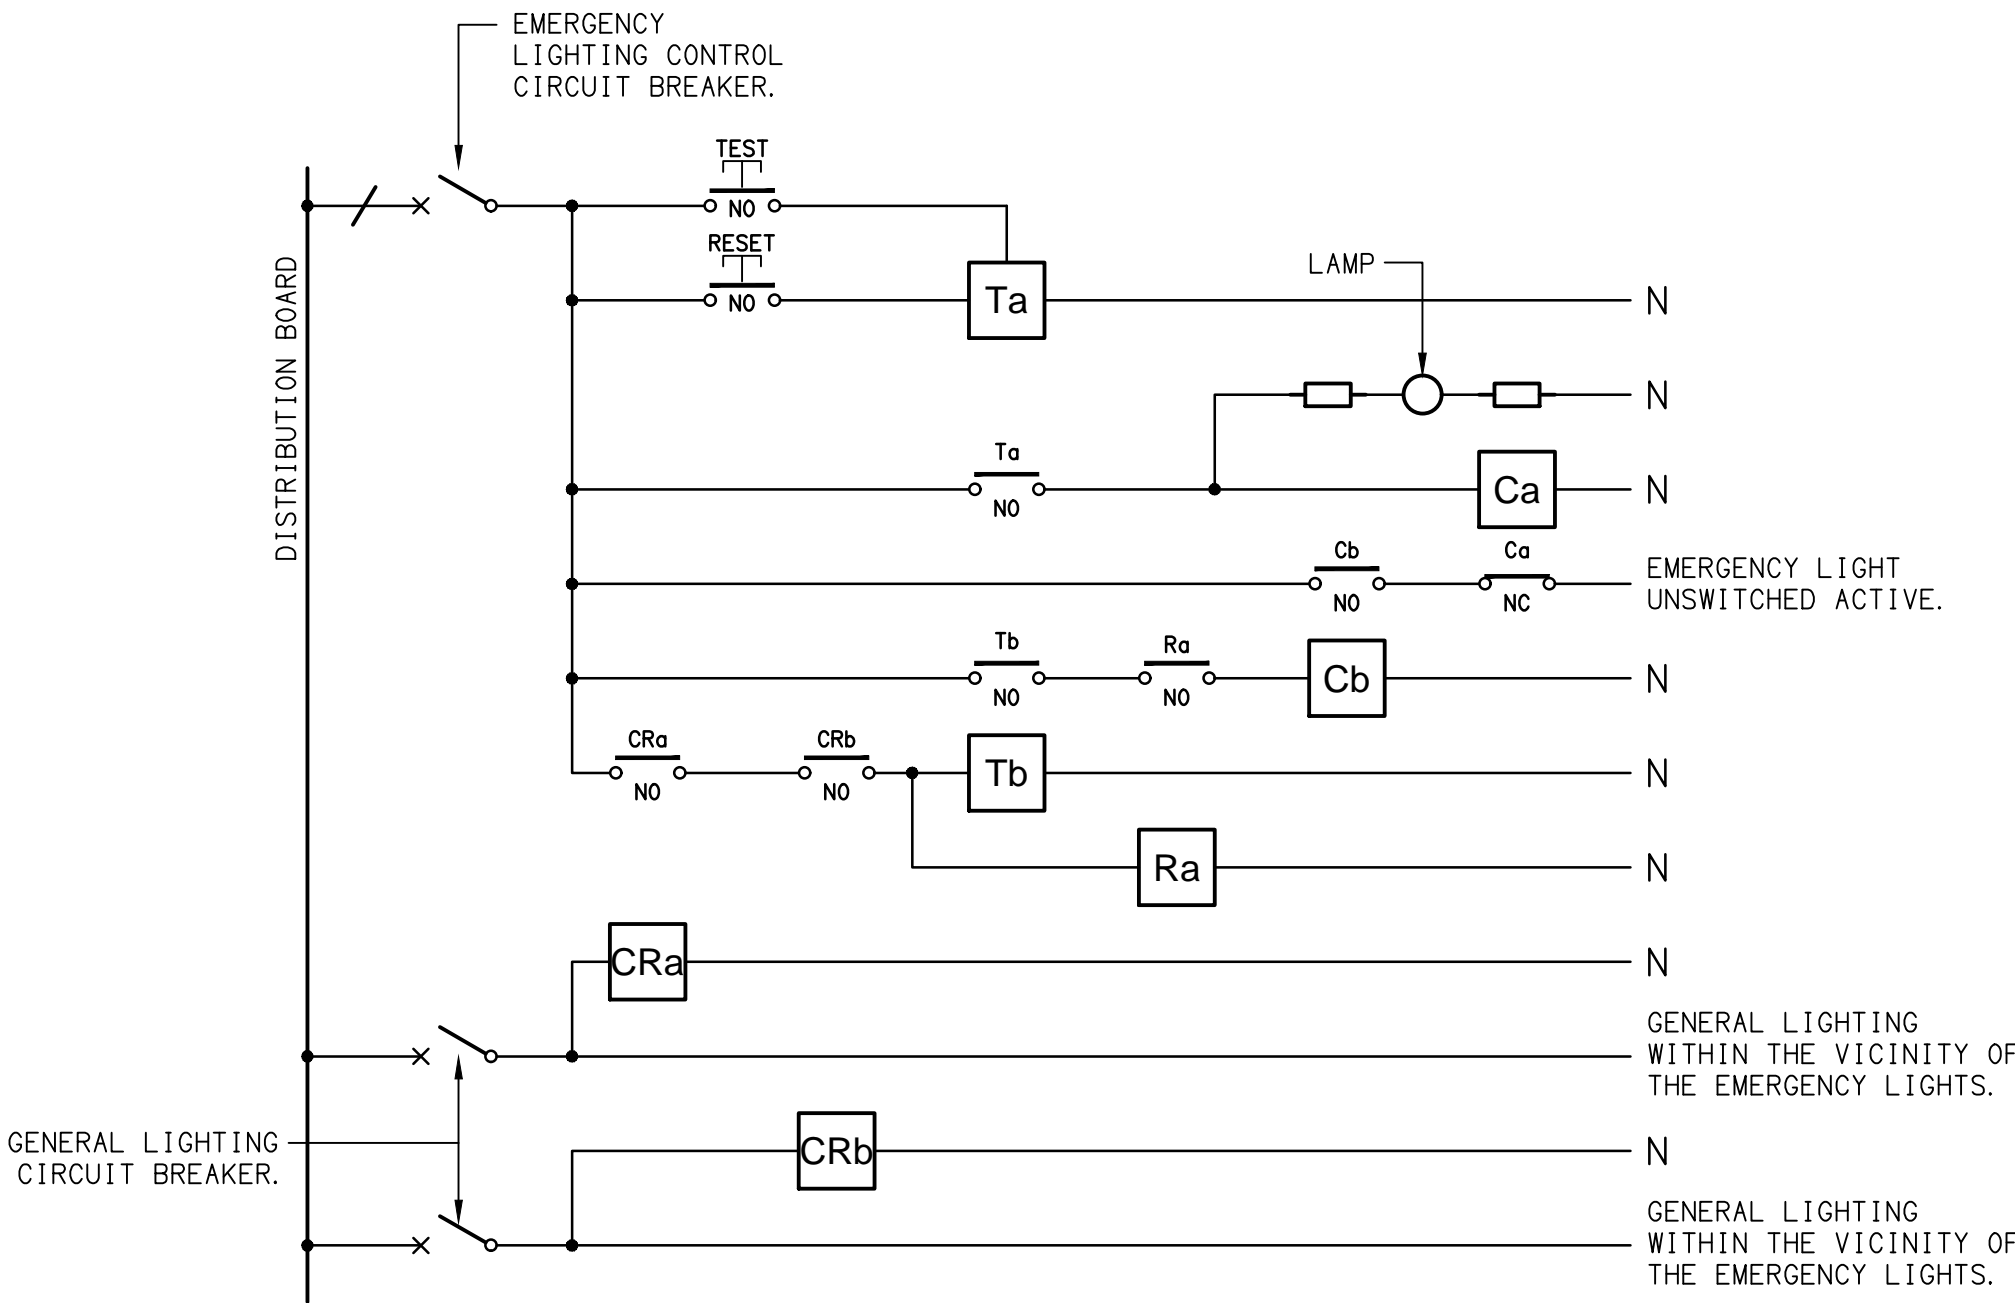 EMERGENCY
LIGHTING CONTROL
CIRCUIT BREAKER.
TEST
NO
RESET
NO
DISTRIBUTION BOARD
Ta
N
LAMP
N
Ta
NO
Ca
N
Cb
NO
Ca
NC
EMERGENCY LIGHT
UNSWITCHED ACTIVE.
Tb
NO
Ra
NO
Cb
N
CRa
NO
CRb
NO
Tb
N
Ra
N
CRa
N
GENERAL LIGHTING
WITHIN THE VICINITY OF
THE EMERGENCY LIGHTS.
GENERAL LIGHTING
CIRCUIT BREAKER.
CRb
N
GENERAL LIGHTING
WITHIN THE VICINITY OF
THE EMERGENCY LIGHTS.